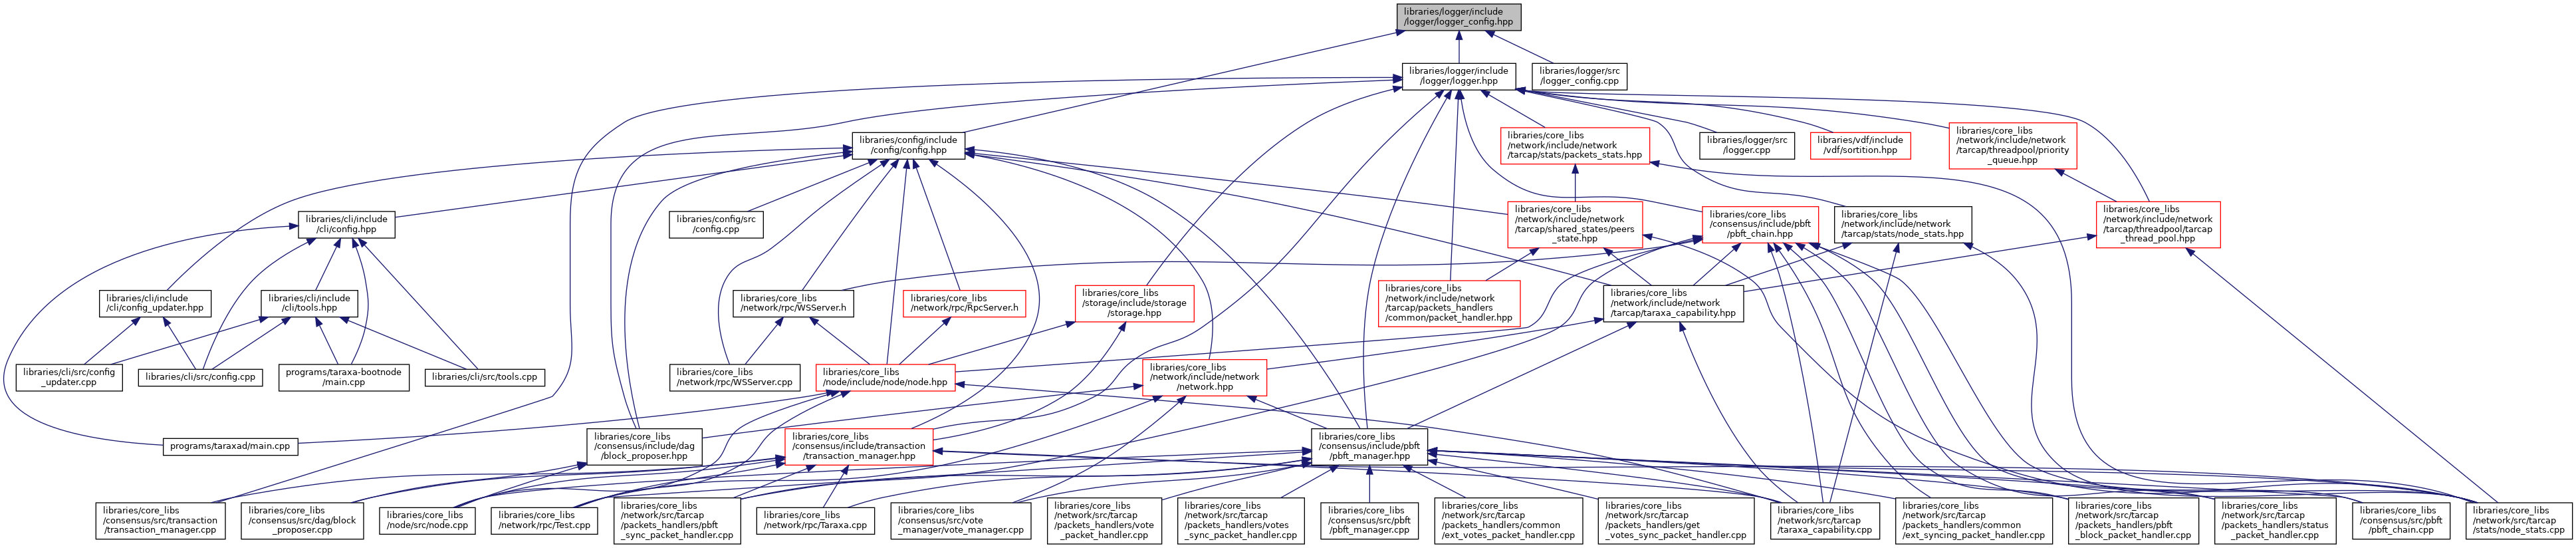 libraries/logger/include
/logger/logger_config.hpp
libraries/logger/include
/logger/logger.hpp
libraries/logger/src
/logger_config.cpp
libraries/config/include
/config/config.hpp
libraries/core_libs
/network/include/network
/tarcap/stats/packets_stats.hpp
libraries/logger/src
/logger.cpp
libraries/vdf/include
/vdf/sortition.hpp
libraries/core_libs
/network/include/network
/tarcap/threadpool/priority
_queue.hpp
libraries/cli/include
/cli/config.hpp
libraries/config/src
/config.cpp
libraries/core_libs
/network/include/network
/tarcap/shared_states/peers
_state.hpp
libraries/core_libs
/consensus/include/pbft
/pbft_chain.hpp
libraries/core_libs
/network/include/network
/tarcap/stats/node_stats.hpp
libraries/core_libs
/network/include/network
/tarcap/threadpool/tarcap
_thread_pool.hpp
libraries/cli/include
/cli/config_updater.hpp
libraries/cli/include
/cli/tools.hpp
libraries/core_libs
/network/rpc/WSServer.h
libraries/core_libs
/network/rpc/RpcServer.h
libraries/core_libs
/storage/include/storage
/storage.hpp
libraries/core_libs
/network/include/network
/tarcap/packets_handlers
/common/packet_handler.hpp
libraries/core_libs
/network/include/network
/tarcap/taraxa_capability.hpp
libraries/cli/src/config
_updater.cpp
libraries/cli/src/config.cpp
programs/taraxa-bootnode
/main.cpp
libraries/cli/src/tools.cpp
libraries/core_libs
/network/rpc/WSServer.cpp
libraries/core_libs
/node/include/node/node.hpp
libraries/core_libs
/network/include/network
/network.hpp
programs/taraxad/main.cpp
libraries/core_libs
/consensus/include/dag
/block_proposer.hpp
libraries/core_libs
/consensus/include/transaction
/transaction_manager.hpp
libraries/core_libs
/consensus/include/pbft
/pbft_manager.hpp
libraries/core_libs
/consensus/src/transaction
/transaction_manager.cpp
libraries/core_libs
/consensus/src/dag/block
_proposer.cpp
libraries/core_libs
/node/src/node.cpp
libraries/core_libs
/network/rpc/Test.cpp
libraries/core_libs
/network/src/tarcap
/packets_handlers/pbft
_sync_packet_handler.cpp
libraries/core_libs
/network/rpc/Taraxa.cpp
libraries/core_libs
/consensus/src/vote
_manager/vote_manager.cpp
libraries/core_libs
/network/src/tarcap
/packets_handlers/vote
_packet_handler.cpp
libraries/core_libs
/network/src/tarcap
/packets_handlers/votes
_sync_packet_handler.cpp
libraries/core_libs
/consensus/src/pbft
/pbft_manager.cpp
libraries/core_libs
/network/src/tarcap
/packets_handlers/common
/ext_votes_packet_handler.cpp
libraries/core_libs
/network/src/tarcap
/packets_handlers/get
_votes_sync_packet_handler.cpp
libraries/core_libs
/network/src/tarcap
/taraxa_capability.cpp
libraries/core_libs
/network/src/tarcap
/packets_handlers/common
/ext_syncing_packet_handler.cpp
libraries/core_libs
/network/src/tarcap
/packets_handlers/pbft
_block_packet_handler.cpp
libraries/core_libs
/network/src/tarcap
/packets_handlers/status
_packet_handler.cpp
libraries/core_libs
/consensus/src/pbft
/pbft_chain.cpp
libraries/core_libs
/network/src/tarcap
/stats/node_stats.cpp